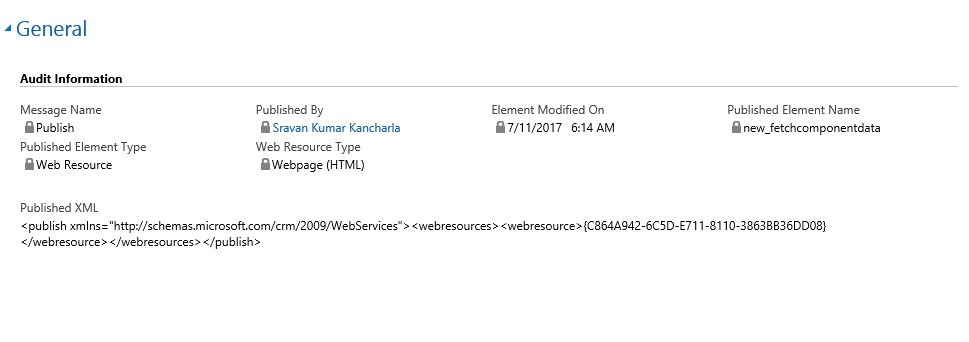 General
Audit Information
Message Name Published By Element Modified On Published Element Name
Publish Sravan Kumar Kancharla 7/11/2017 6:14 AM new_fetchcomponentdata
Published Element Type Web Resource Type
Web Resource Webpage (HTML)
Published XML
<publish xmlns="http://schemas.microsoft.com/crm/2009/WebServices"><webresources><webresource>{C864A942-6C5D-E711-8110-3863BB36DD08}
</webresource></webresources></publish>